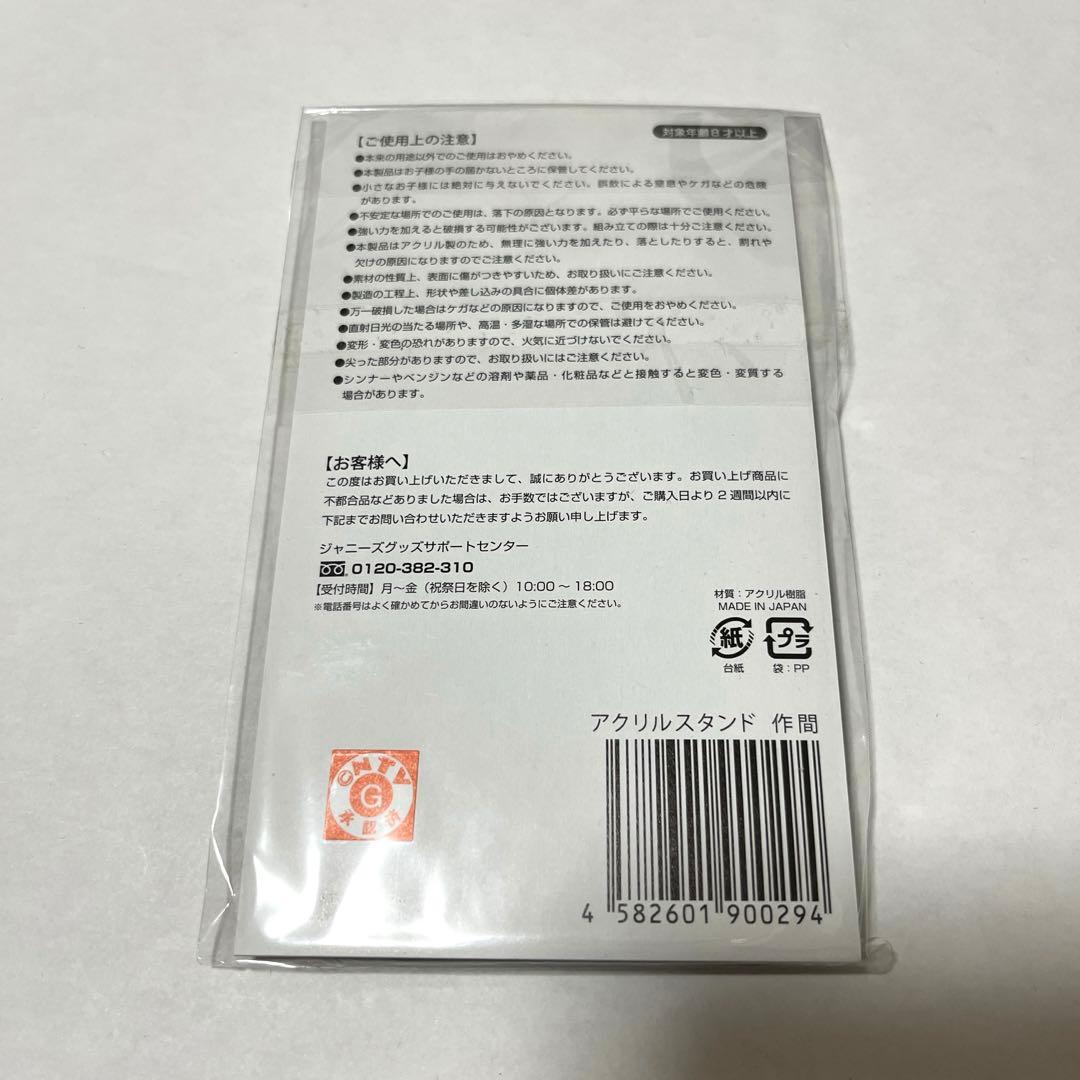 【ご使用上の注意】
対象年齢8才以上
●本来の用途以外でのご使用はおやめください。
●本製品はお子様の手の届かないところに保管してください。
●小さなお子様には絶対に与えないでください。誤飲による窒息やケガなどの危険
があります。
●不安定な場所でのご使用は、落下の原因となります。必ず平らな場所でご使用ください。
●強い力を加えると破損する可能性がございます。組み立ての際は十分ご注意ください。
●本製品はアクリル製のため、無理に強い力を加えたり、落としたりすると、割れや
欠けの原因になりますのでご注意ください。
●素材の性質上、表面に傷がつきやすいため、お取り扱いにご注意ください。
●製造の工程上、形状や差し込みの具合に個体差があります。
●万一破損した場合はケガなどの原因になりますので、ご使用をおやめください。
●直射日光の当たる場所や、高温・多湿な場所での保管は避けてください。
●変形・変色の恐れがありますので、火気に近づけないでください。
●尖った部分がありますので、お取り扱いにはご注意ください。
●シンナーやベンジンなどの溶剤や薬品・化粧品などと接触すると変色・変質する
場合があります。
【お客様へ】
この度はお買い上げいただきまして、誠にありがとうございます。お買い上げ商品に
不都合品などありました場合は、お手数ではございますが、ご購入日より2週間以内に
下記までお問い合わせいただきますようお願い申し上げます。
ジャニーズグッズサポートセンター
0120-382-310
【受付時間】月〜金（祝祭日を除く）10:00〜18:00
※電話番号はよく確かめてからお間違いのないようにご注意ください。
材質：アクリル樹脂
MADE IN JAPAN
紙 プラ
台紙 袋：PP
アクリルスタンド 作間
©NTV
G
承認済
4 582601 900294